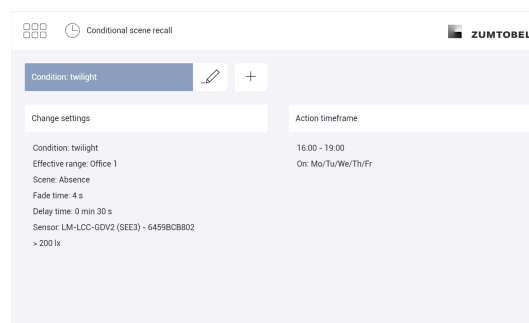 Conditional scene recall
ZUMTOBEL
Condition: twilight
Change settings
Condition: twilight
Effective range: Office 1
Scene: Absence
Fade time: 4 s
Delay time: 0 min 30 s
Sensor: LM-LCC-GDV2 (SEE3) - 6459BCB802
> 200 lx
Action timeframe
16:00 - 19:00
On: Mo/Tu/We/Th/Fr